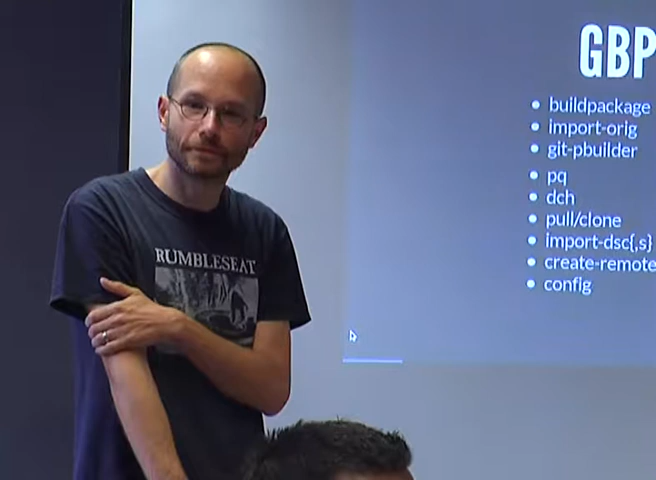 GBP
buildpackage
import-orig
git-pbuilder
pq
dch
pull/clone
import-dsc{,s}
create-remote
config
RUMBLESEAT